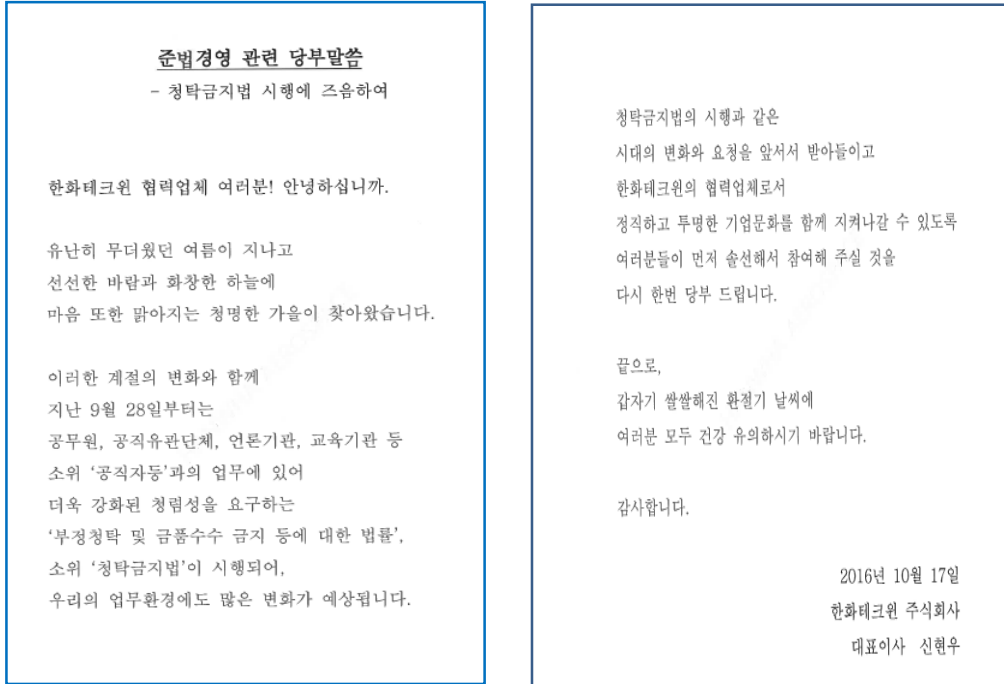 준법경영 관련 당부말씀
- 청탁금지법 시행에 즈음하여
한화테크윈 협력업체 여러분! 안녕하십니까.
유난히 무더웠던 여름이 지나고
선선한 바람과 화창한 하늘에
마음 또한 맑아지는 청명한 가을이 찾아왔습니다.
이러한 계절의 변화와 함께
지난 9월 28일부터는
공무원, 공직유관단체, 언론기관, 교육기관 등
소위 ‘공직자등’과의 업무에 있어
더욱 강화된 청렴성을 요구하는
‘부정청탁 및 금품수수 금지 등에 대한 법률’,
소위 ‘청탁금지법’이 시행되어,
우리의 업무환경에도 많은 변화가 예상됩니다.
청탁금지법의 시행과 같은
시대의 변화와 요청을 앞서서 받아들이고
한화테크윈의 협력업체로서
정직하고 투명한 기업문화를 함께 지켜나갈 수 있도록
여러분들이 먼저 솔선해서 참여해 주실 것을
다시 한번 당부 드립니다.
끝으로,
갑자기 쌀쌀해진 환절기 날씨에
여러분 모두 건강 유의하시기 바랍니다.
감사합니다.
2016년 10월 17일
한화테크윈 주식회사
대표이사 신현우